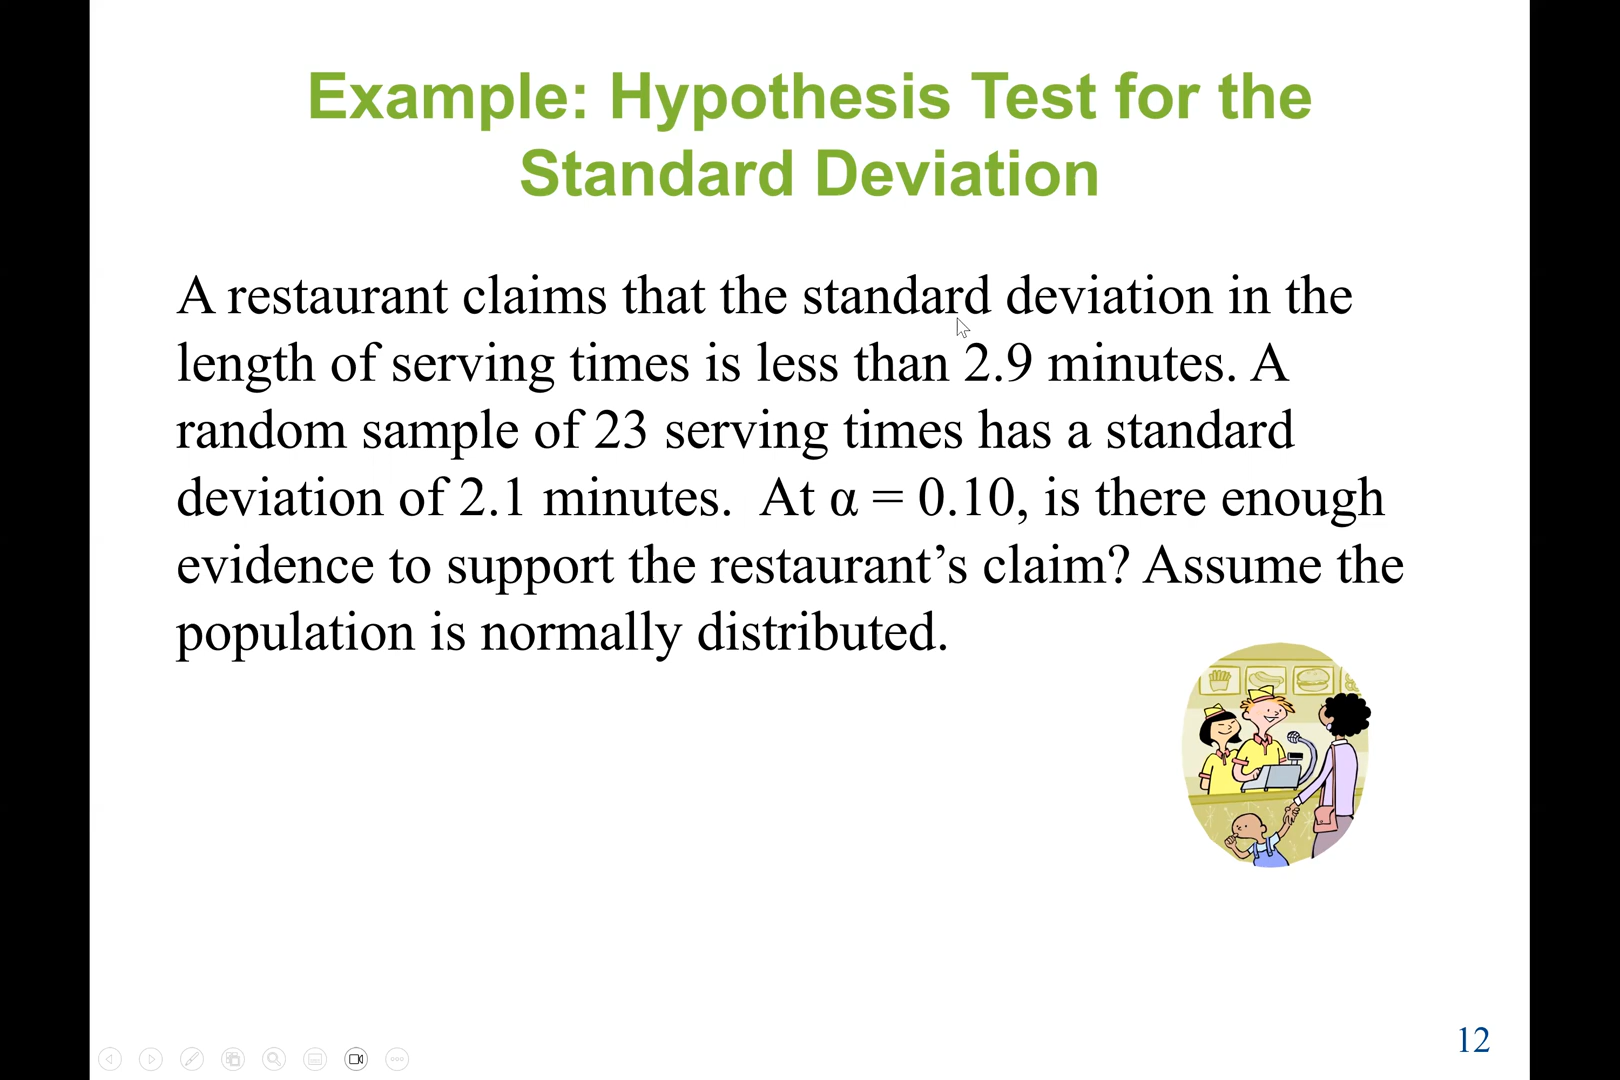 Example: Hypothesis Test for the
Standard Deviation
A restaurant claims that the standard deviation in the
length of serving times is less than 2.9 minutes. A
random sample of 23 serving times has a standard
deviation of 2.1 minutes.  At α = 0.10, is there enough
evidence to support the restaurant’s claim? Assume the
population is normally distributed.
12